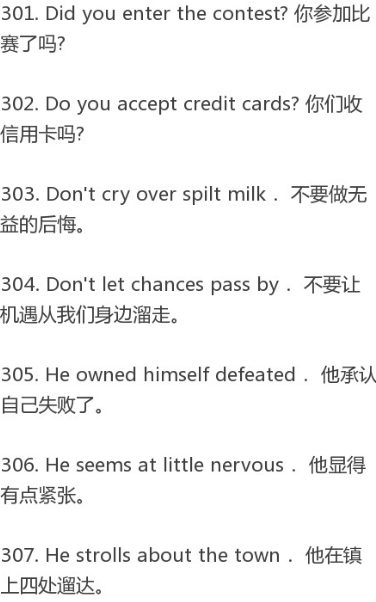 301. Did you enter the contest? 你参加比
赛了吗?
302. Do you accept credit cards? 你们收
信用卡吗?
303. Don't cry over spilt milk． 不要做无
益的后悔。
304. Don't let chances pass by． 不要让
机遇从我们身边溜走。
305. He owned himself defeated． 他承认
自己失败了。
306. He seems at little nervous． 他显得
有点紧张。
307. He strolls about the town． 他在镇
上四处遛达。